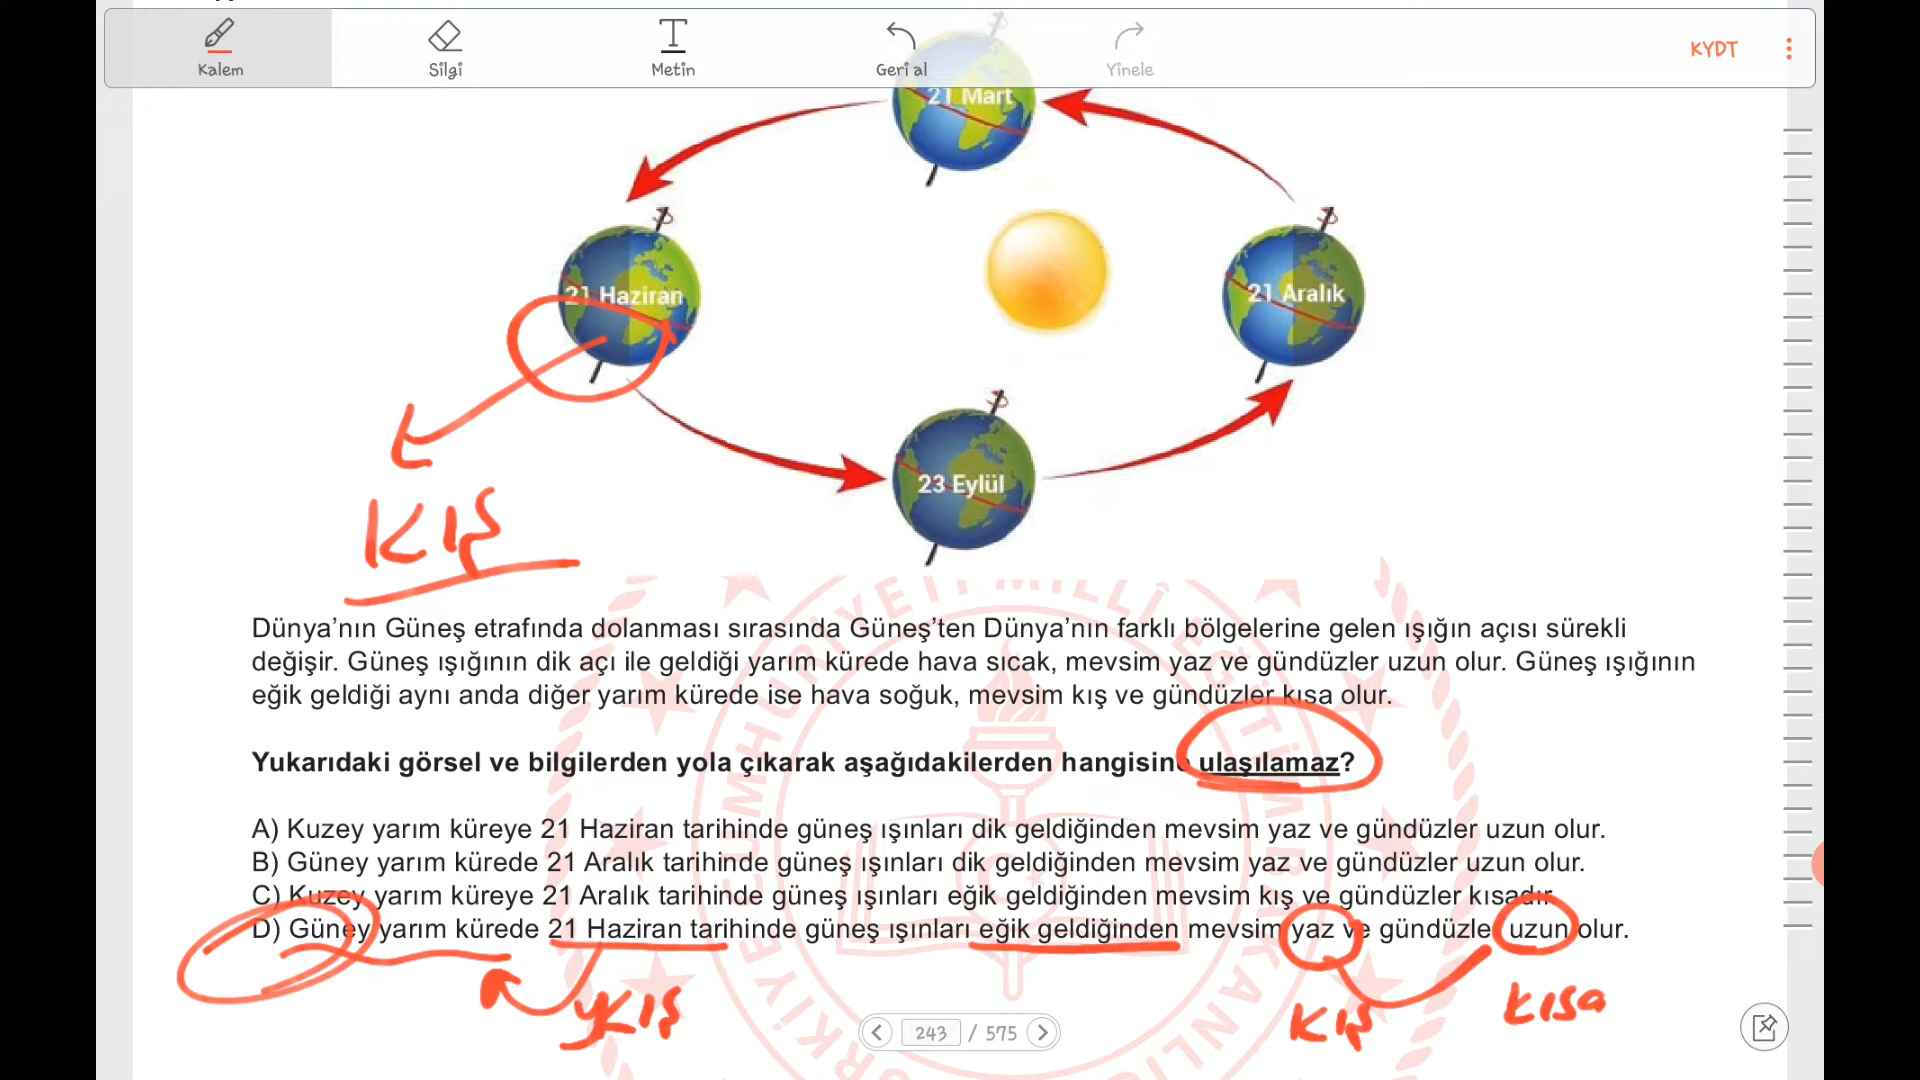 Kalem
Silgi
Metin
Geri al
Yinele
KYDT
21 Mart
21 Haziran
21 Aralık
23 Eylül
KIŞ
Dünya’nın Güneş etrafında dolanması sırasında Güneş’ten Dünya’nın farklı bölgelerine gelen ışığın açısı sürekli
değişir. Güneş ışığının dik açı ile geldiği yarım kürede hava sıcak, mevsim yaz ve gündüzler uzun olur. Güneş ışığının
eğik geldiği aynı anda diğer yarım kürede ise hava soğuk, mevsim kış ve gündüzler kısa olur.
Yukarıdaki görsel ve bilgilerden yola çıkarak aşağıdakilerden hangisine ulaşılamaz?
A) Kuzey yarım küreye 21 Haziran tarihinde güneş ışınları dik geldiğinden mevsim yaz ve gündüzler uzun olur.
B) Güney yarım kürede 21 Aralık tarihinde güneş ışınları dik geldiğinden mevsim yaz ve gündüzler uzun olur.
C) Kuzey yarım küreye 21 Aralık tarihinde güneş ışınları eğik geldiğinden mevsim kış ve gündüzler kısadır.
D) Güney yarım kürede 21 Haziran tarihinde güneş ışınları eğik geldiğinden mevsim yaz ve gündüzler uzun olur.
KIŞ
KIŞ
KISA
243 / 575